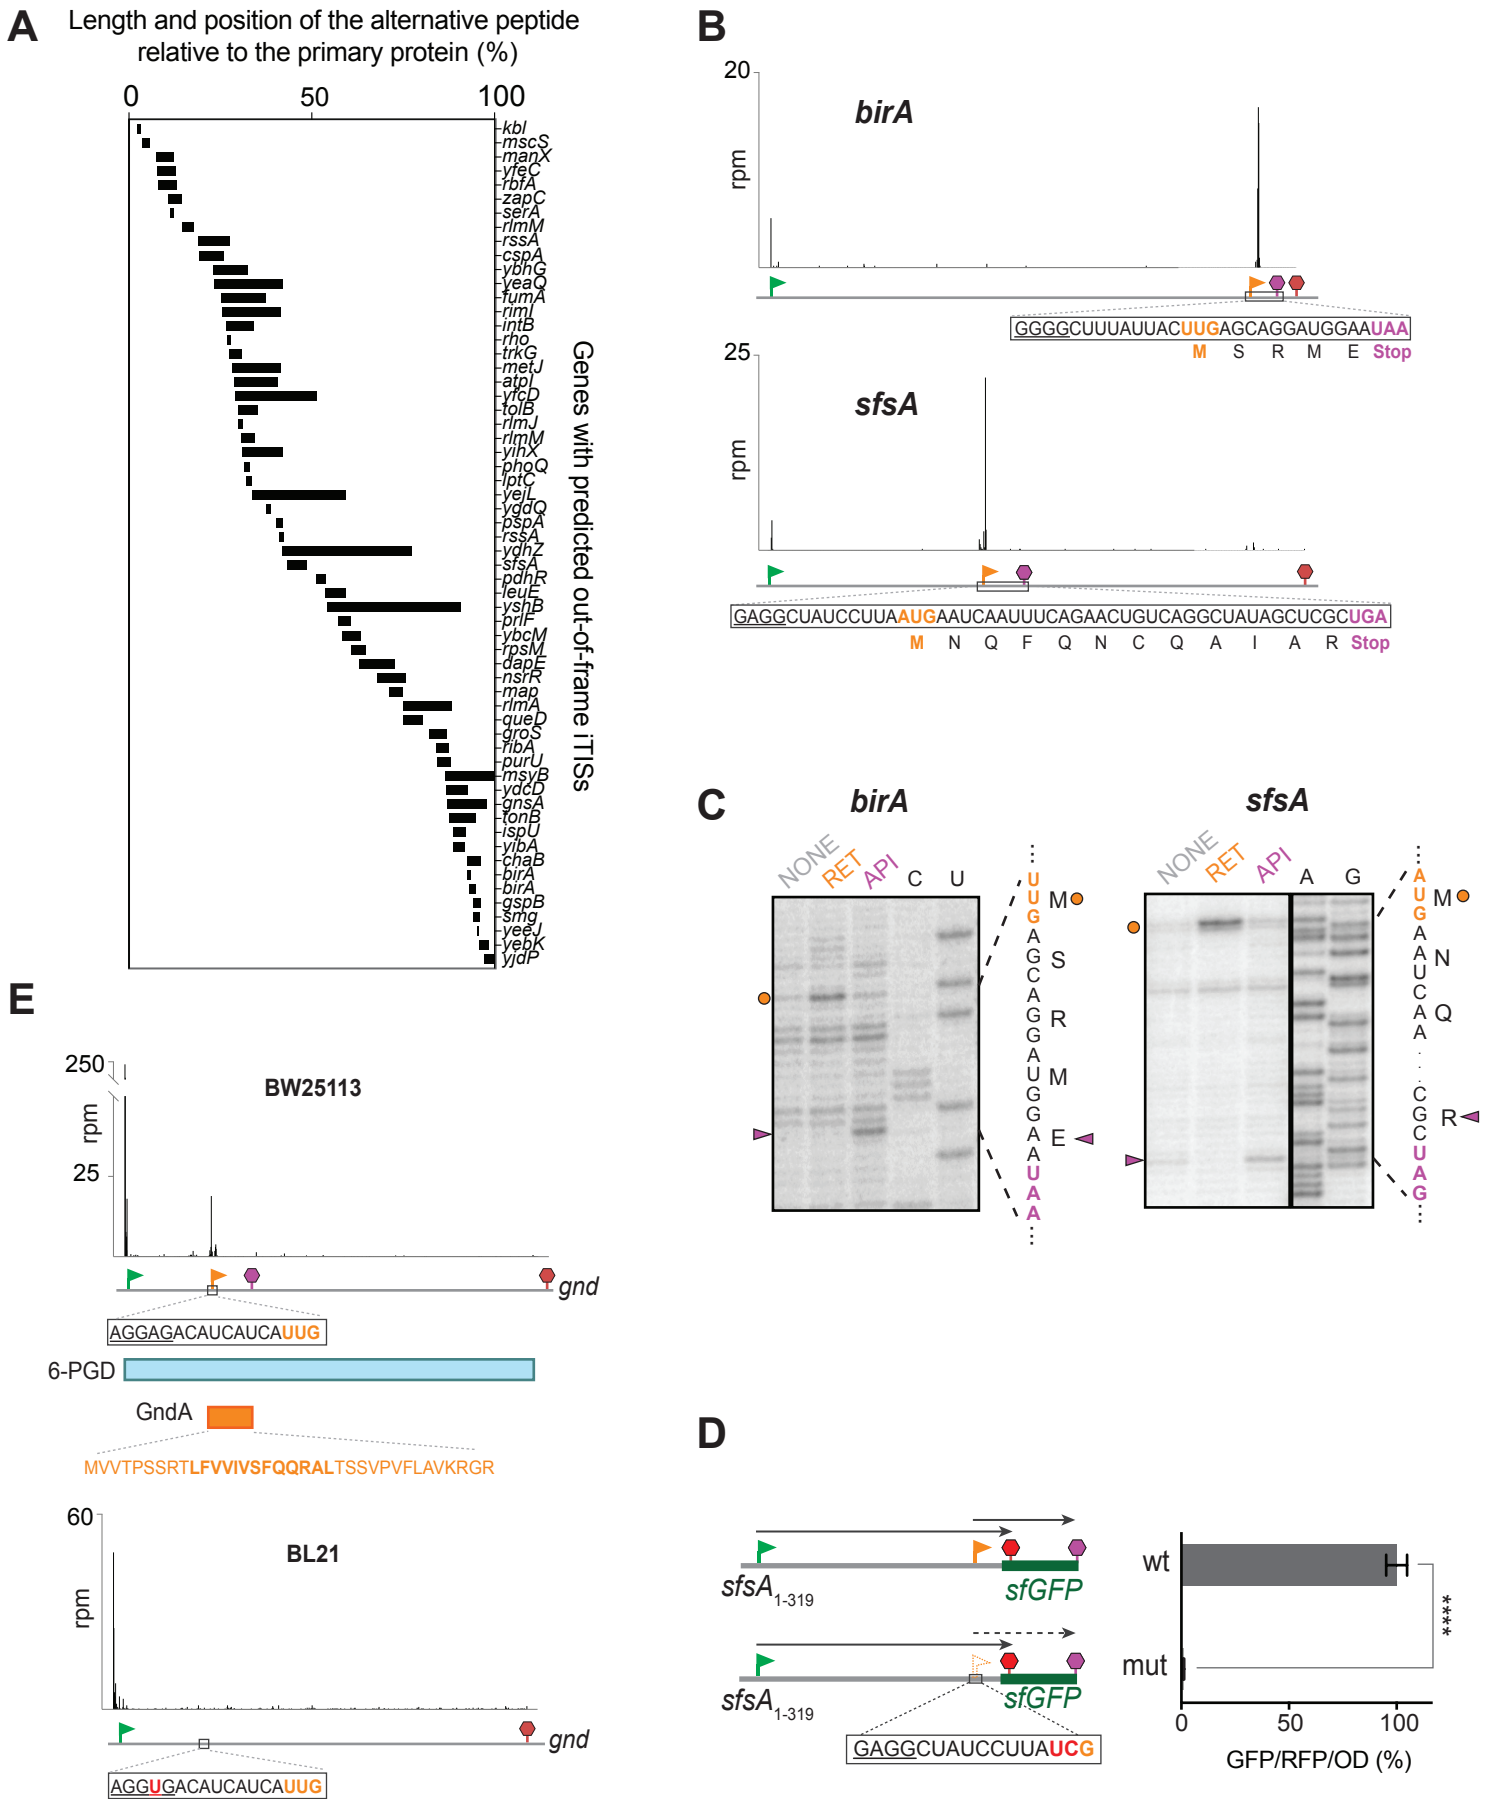 A
Length and position of the alternative peptide
relative to the primary protein (%)
0 50 100
kbl
mscS
manX
yfeC
rbfA
zapC
serA
rlmM
rssA
cspA
ybhG
yeaQ
fumA
rimI
intB
rho
trkG
metJ
atpI
yfcD
tolB
rlmJ
rlmM
yihX
phoQ
lptC
yejL
ygdQ
pspA
rssA
ydhZ
sfsA
pdhR
leuE
yshB
prlF
ybcM
rpsM
dapE
nsrR
map
rlmA
queD
groS
ribA
purU
msyB
ydcD
gnsA
tonB
ispU
yibA
chaB
birA
birA
gspB
smg
yeeJ
yebK
yjdP
Genes with predicted out-of-frame iTISs
B
20
rpm
birA
GGGGCUUUAUUACUUGAGCAGGAUGGAAUAA
M S R M E Stop
25
rpm
sfsA
GAGGCUAUCCUUAAUGAAUCAAUUUCAGAACUGUCAGGCUAUAGCUCGCUGA
M N Q F Q N C Q A I A R Stop
C
birA
NONE RET API C U
U
U
G
A
G
C
A
G
G
A
U
G
G
A
A
U
A
A
M
S
R
M
E
sfsA
NONE RET API A G
A
U
G
A
A
U
C
A
A
.
.
C
G
C
U
A
G
M
N
Q
R
D
sfsA1-319
sfGFP
sfsA1-319
sfGFP
GAGGCUAUCCUUAUCG
wt
mut
****
0 50 100
GFP/RFP/OD (%)
E
250
25
rpm
BW25113
gnd
AGGAGACAUCAUCAUUG
6-PGD
GndA
MVVTPSSRTLFVVIVSFQQRALTSSVPVFLAVKRGR
60
rpm
BL21
gnd
AGGUGACAUCAUCAUUG